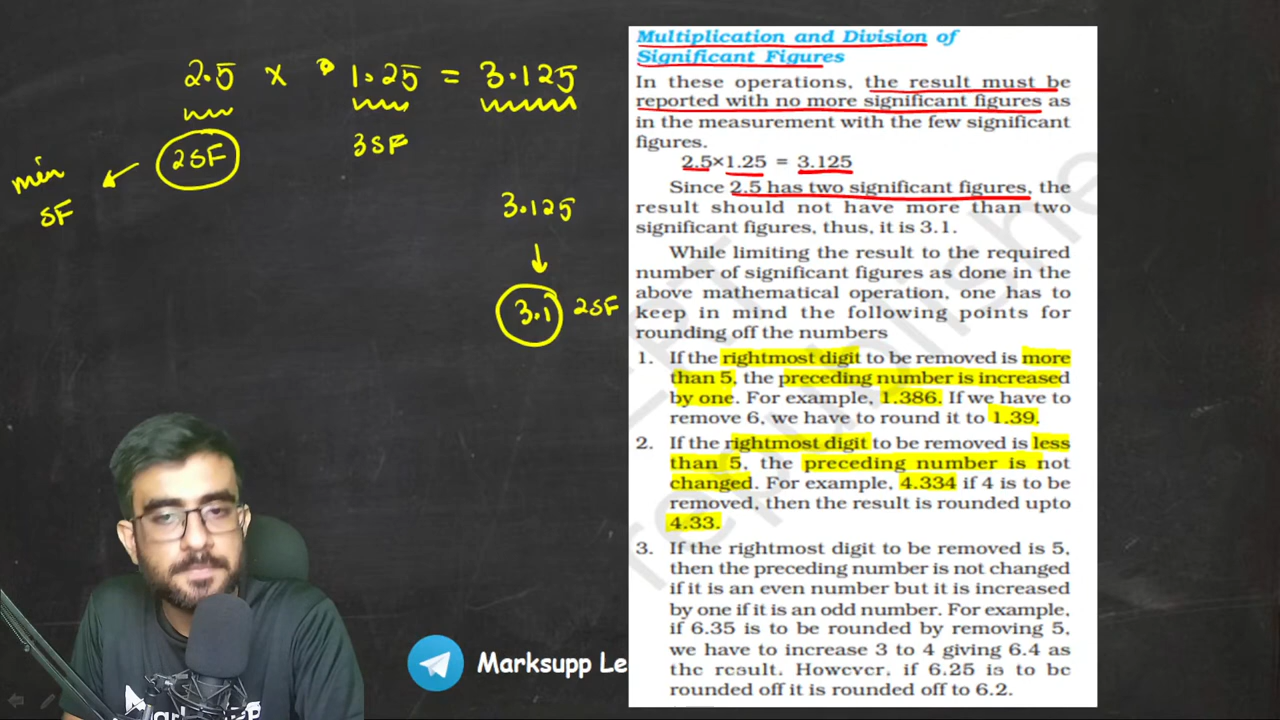 2.5 x 1.25 = 3.125
2SF 3SF
min
SF
3.125
3.1 2SF
Multiplication and Division of
Significant Figures
In these operations, the result must be
reported with no more significant figures as
in the measurement with the few significant
figures.
2.5×1.25 = 3.125
Since 2.5 has two significant figures, the
result should not have more than two
significant figures, thus, it is 3.1.
While limiting the result to the required
number of significant figures as done in the
above mathematical operation, one has to
keep in mind the following points for
rounding off the numbers
1. If the rightmost digit to be removed is more
than 5, the preceding number is increased
by one. For example, 1.386. If we have to
remove 6, we have to round it to 1.39.
2. If the rightmost digit to be removed is less
than 5, the preceding number is not
changed. For example, 4.334 if 4 is to be
removed, then the result is rounded upto
4.33.
3. If the rightmost digit to be removed is 5,
then the preceding number is not changed
if it is an even number but it is increased
by one if it is an odd number. For example,
if 6.35 is to be rounded by removing 5,
we have to increase 3 to 4 giving 6.4 as
the result. However, if 6.25 is to be
rounded off it is rounded off to 6.2.
Marksupp Le